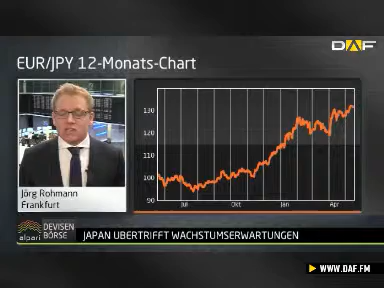 DAF
EUR/JPY 12-Monats-Chart
130
120
110
100
90
Jul
Okt
Jan
Apr
Jörg Rohmann
Frankfurt
alpari
DEVISEN
BÖRSE
JAPAN ÜBERTRIFFT WACHSTUMSERWARTUNGEN
WWW.DAF.FM